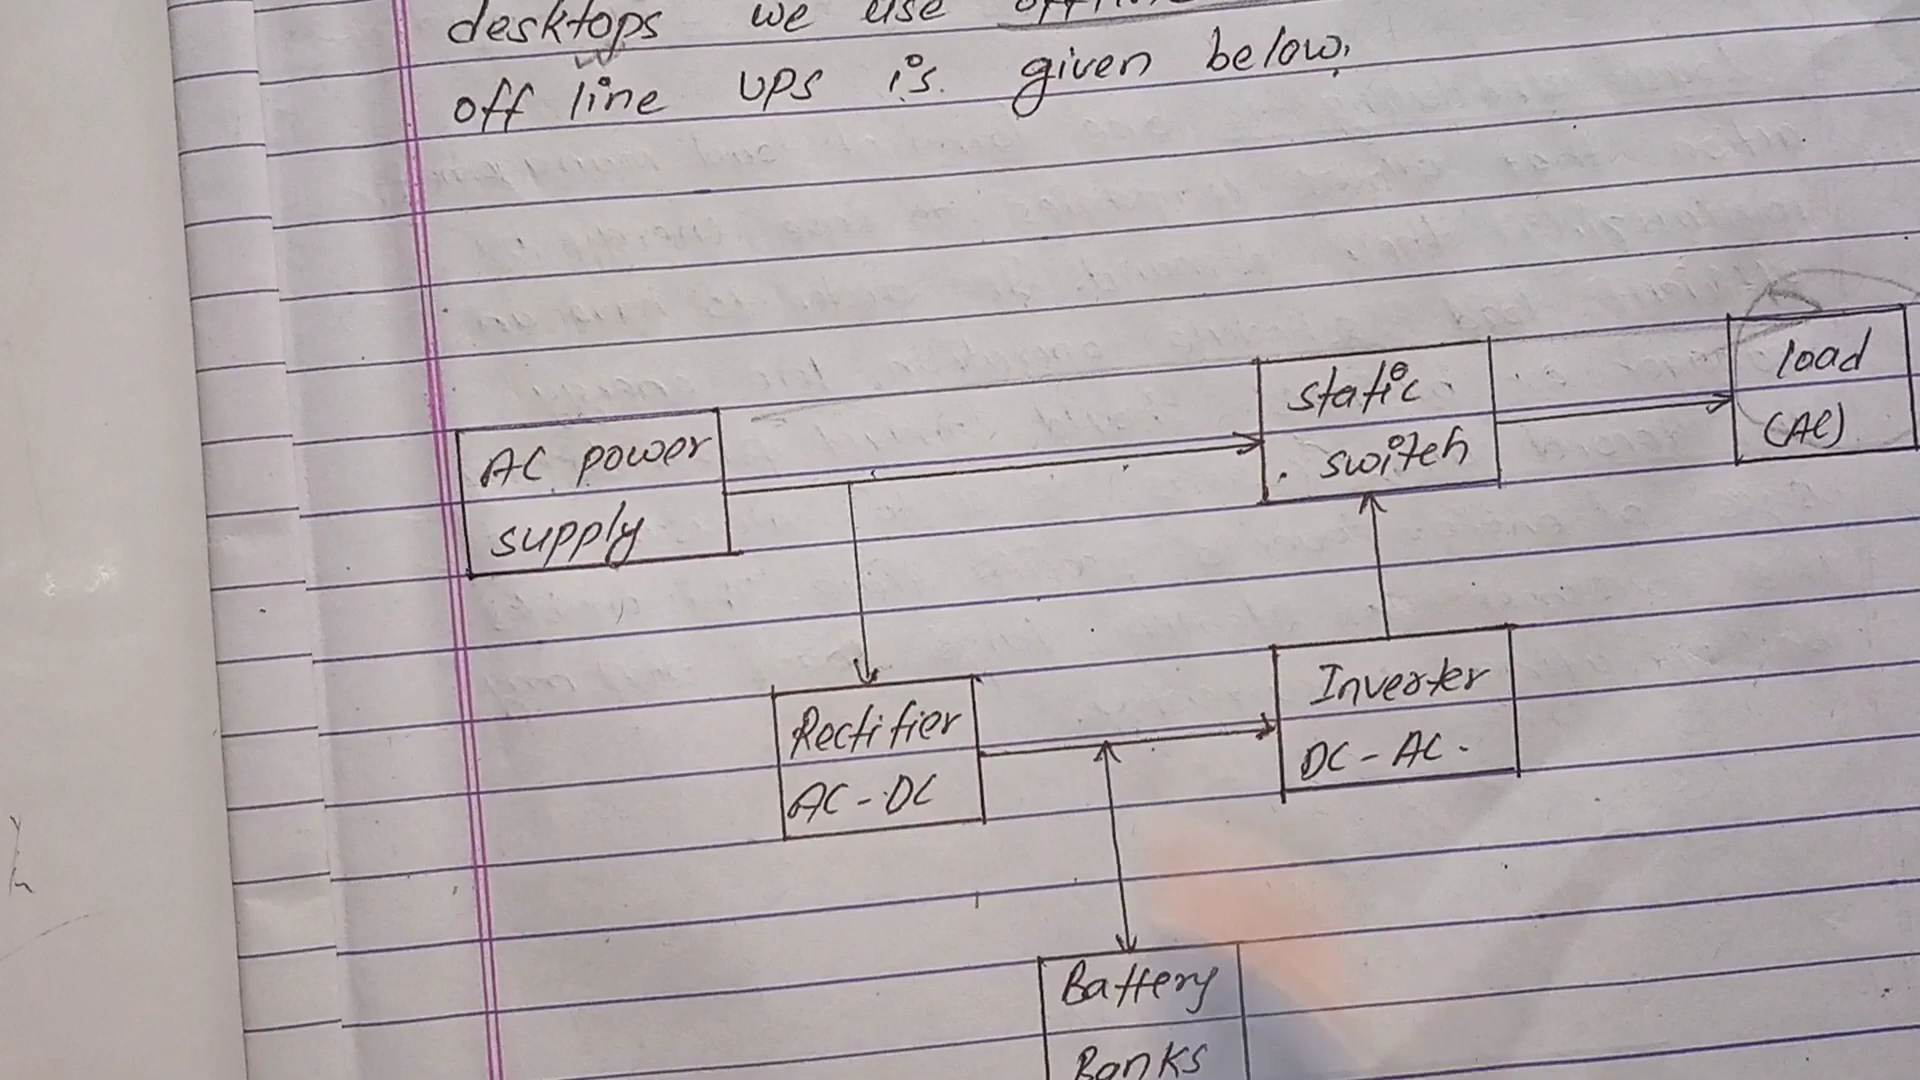 desktops we use
off line UPS is given below.
AC power
supply
static
switch
load
(AC)
Rectifier
AC - DC
Inverter
DC - AC.
Battery
Banks